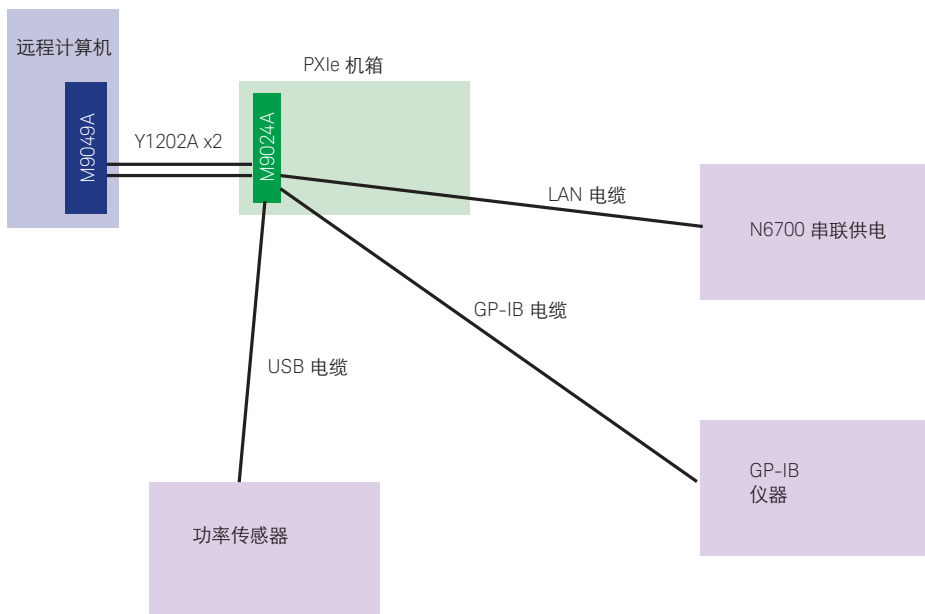 远程计算机
PXIe 机箱
M9049A
Y1202A x2
M9024A
LAN 电缆
N6700 串联供电
GP-IB 电缆
USB 电缆
GP-IB
仪器
功率传感器